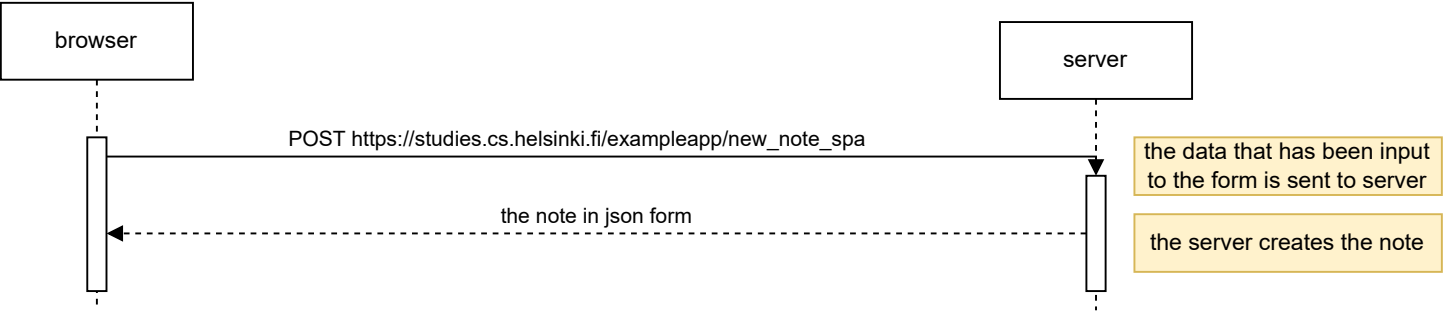 browser
server
POST https://studies.cs.helsinki.fi/exampleapp/new_note_spa
the data that has been input
to the form is sent to server
the note in json form
the server creates the note